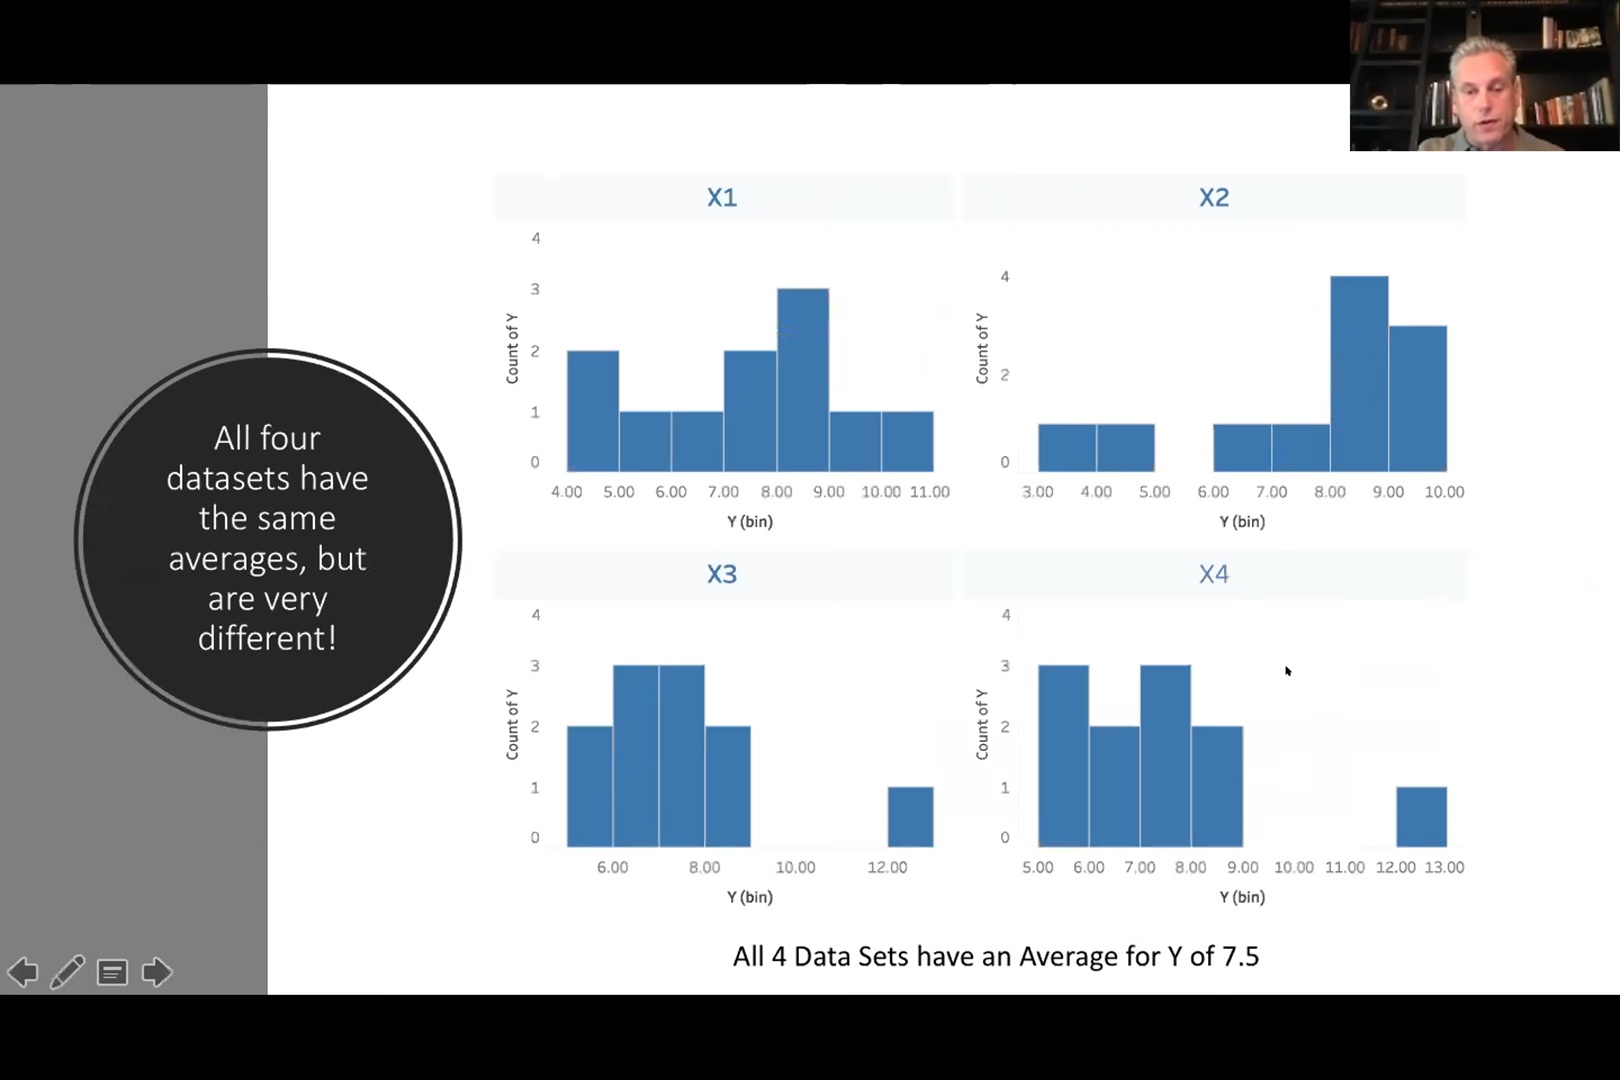 All four
datasets have
the same
averages, but
are very
different!
X1
4
3
2
1
0
Count of Y
4.00 5.00 6.00 7.00 8.00 9.00 10.00 11.00
Y (bin)
X2
4
2
0
Count of Y
3.00 4.00 5.00 6.00 7.00 8.00 9.00 10.00
Y (bin)
X3
4
3
2
1
0
Count of Y
6.00 8.00 10.00 12.00
Y (bin)
X4
4
3
2
1
0
Count of Y
5.00 6.00 7.00 8.00 9.00 10.00 11.00 12.00 13.00
Y (bin)
All 4 Data Sets have an Average for Y of 7.5